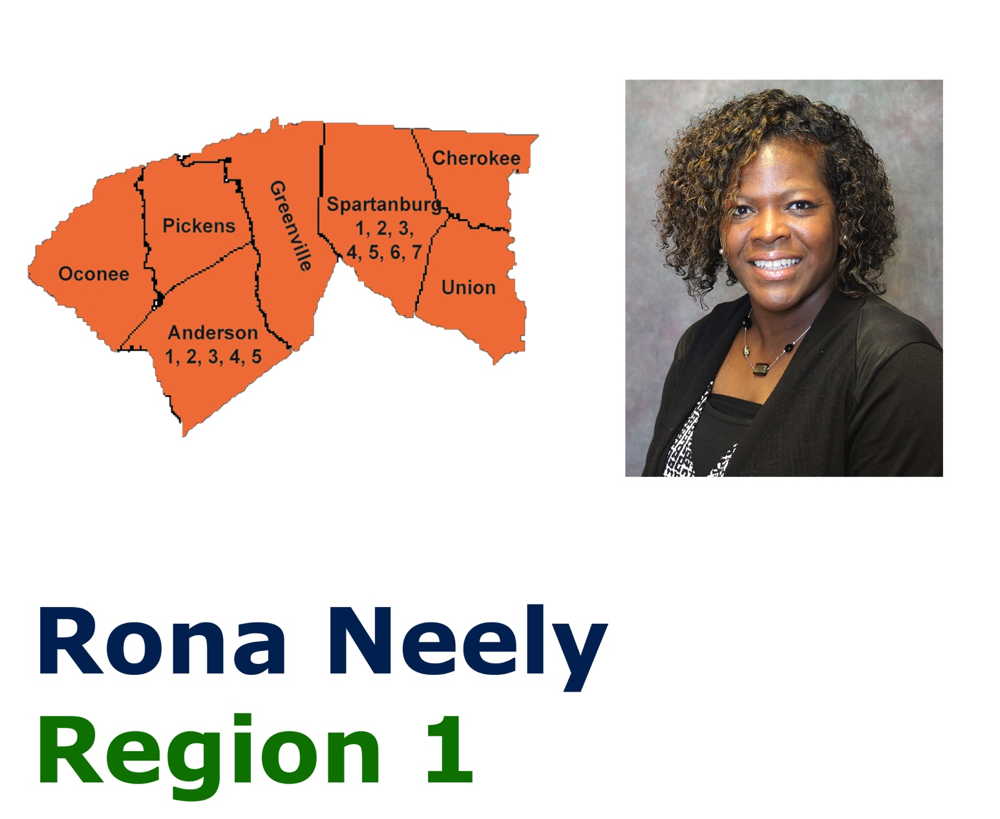 Cherokee
Greenville
Spartanburg
1, 2, 3,
4, 5, 6, 7
Pickens
Oconee
Union
Anderson
1, 2, 3, 4, 5
Rona Neely
Region 1